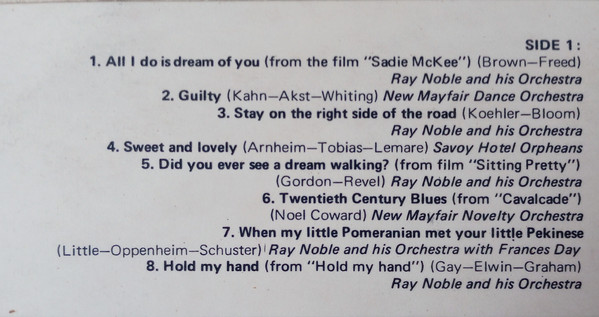 SIDE 1:
1. All I do is dream of you (from the film "Sadie McKee") (Brown—Freed)
Ray Noble and his Orchestra
2. Guilty (Kahn—Akst—Whiting) New Mayfair Dance Orchestra
3. Stay on the right side of the road (Koehler—Bloom)
Ray Noble and his Orchestra
4. Sweet and lovely (Arnheim—Tobias—Lemare) Savoy Hotel Orpheans
5. Did you ever see a dream walking? (from film "Sitting Pretty")
(Gordon—Revel) Ray Noble and his Orchestra
6. Twentieth Century Blues (from "Cavalcade")
(Noel Coward) New Mayfair Novelty Orchestra
7. When my little Pomeranian met your little Pekinese
(Little—Oppenheim—Schuster) Ray Noble and his Orchestra with Frances Day
8. Hold my hand (from "Hold my hand") (Gay—Elwin—Graham)
Ray Noble and his Orchestra